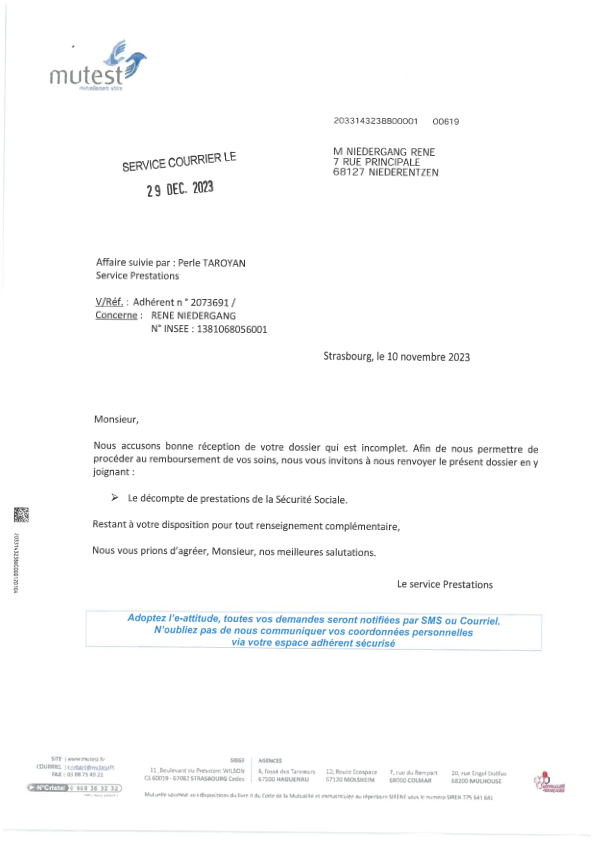 mutest
mutuellement vôtre
2033143238800001 00619
M NIEDERGANG RENE
7 RUE PRINCIPALE
68127 NIEDERENTZEN
SERVICE COURRIER LE
29 DEC. 2023
Affaire suivie par : Perle TAROYAN
Service Prestations
V/Réf. : Adhérent n ° 2073691 /
Concerne : RENE NIEDERGANG
N° INSEE : 1381068056001
Strasbourg, le 10 novembre 2023
Monsieur,
Nous accusons bonne réception de votre dossier qui est incomplet. Afin de nous permettre de
procéder au remboursement de vos soins, nous vous invitons à nous renvoyer le présent dossier en y
joignant :
➢ Le décompte de prestations de la Sécurité Sociale.
Restant à votre disposition pour tout renseignement complémentaire,
Nous vous prions d'agréer, Monsieur, nos meilleures salutations.
Le service Prestations
Adoptez l'e-attitude, toutes vos demandes seront notifiées par SMS ou Courriel.
N'oubliez pas de nous communiquer vos coordonnées personnelles
via votre espace adhérent sécurisé
SITE | www.mutest.fr
COURRIEL | contact@mutest.fr
FAX : 03 88 75 49 21
N°Cristal 0 969 36 32 32
SIEGE
11, Boulevard du Président WILSON
CS 60019 - 67082 STRASBOURG Cedex
AGENCES
8, fossé des Tanneurs
67500 HAGUENAU
12, Route Ecospace
67120 MOLSHEIM
7, rue du Rempart
68000 COLMAR
20, rue Engel Dollfus
68200 MULHOUSE
Mutuelle soumise aux dispositions du livre II du Code de la Mutualité et immatriculée au répertoire SIRENE sous le numéro SIREN 775 641 681